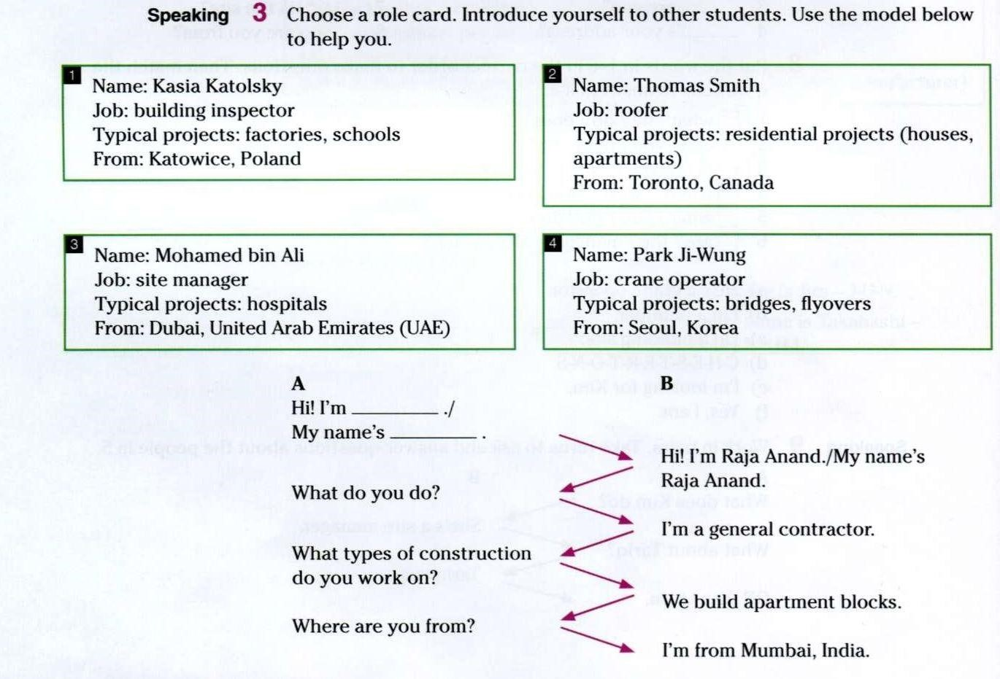 Speaking 3 Choose a role card. Introduce yourself to other students. Use the model below
to help you.
1
Name: Kasia Katolsky
Job: building inspector
Typical projects: factories, schools
From: Katowice, Poland
2
Name: Thomas Smith
Job: roofer
Typical projects: residential projects (houses,
apartments)
From: Toronto, Canada
3
Name: Mohamed bin Ali
Job: site manager
Typical projects: hospitals
From: Dubai, United Arab Emirates (UAE)
4
Name: Park Ji-Wung
Job: crane operator
Typical projects: bridges, flyovers
From: Seoul, Korea
A
B
Hi! I'm _________ ./
My name's _________ .
Hi! I'm Raja Anand./My name's
Raja Anand.
What do you do?
I'm a general contractor.
What types of construction
do you work on?
We build apartment blocks.
Where are you from?
I'm from Mumbai, India.